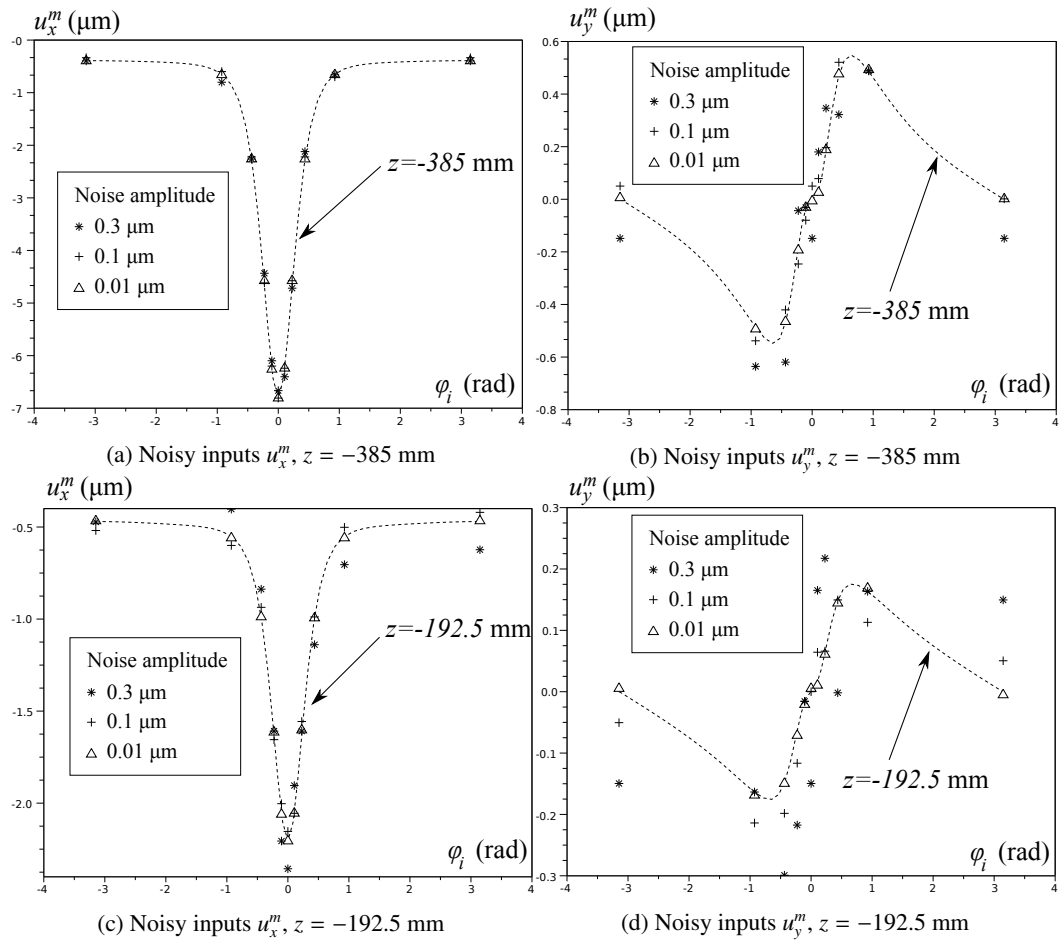 u_x^m (μm)
-0
-1
-2
-3
-4
-5
-6
-7
-4 -3 -2 -1 0 1 2 3 4
Noise amplitude
0.3 μm
0.1 μm
0.01 μm
z=-385 mm
φ_i (rad)
(a) Noisy inputs u_x^m, z = −385 mm
u_y^m (μm)
0.6
0.4
0.2
0.0
-0.2
-0.4
-0.6
-0.8
-4 -3 -2 -1 0 1 2 3 4
Noise amplitude
0.3 μm
0.1 μm
0.01 μm
z=-385 mm
φ_i (rad)
(b) Noisy inputs u_y^m, z = −385 mm
u_x^m (μm)
-0.5
-1.0
-1.5
-2.0
-4 -3 -2 -1 0 1 2 3 4
Noise amplitude
0.3 μm
0.1 μm
0.01 μm
z=-192.5 mm
φ_i (rad)
(c) Noisy inputs u_x^m, z = −192.5 mm
u_y^m (μm)
0.3
0.2
0.1
0.0
-0.1
-0.2
-0.3
-4 -3 -2 -1 0 1 2 3 4
Noise amplitude
0.3 μm
0.1 μm
0.01 μm
z=-192.5 mm
φ_i (rad)
(d) Noisy inputs u_y^m, z = −192.5 mm